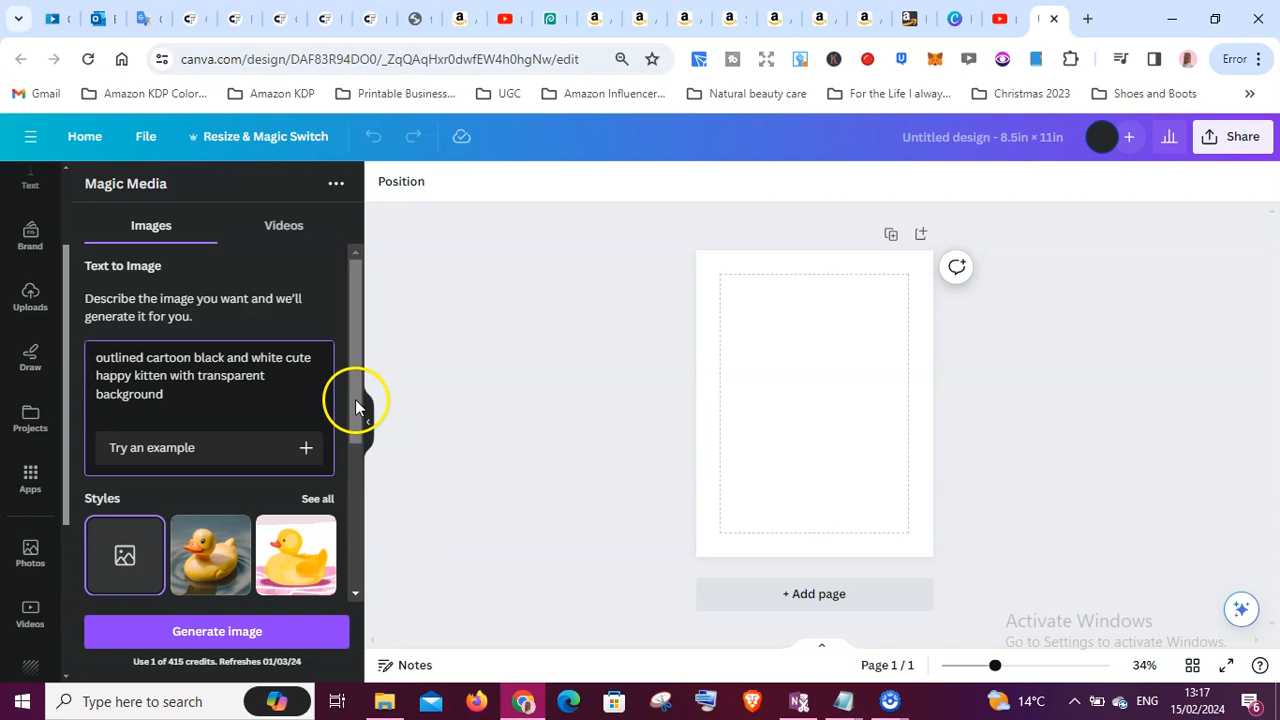 canva.com/design/DAF83R94DO0/_ZqQAqHxr0dwfEW4h0hgNw/edit
Error
Gmail
Amazon KDP Color...
Amazon KDP
Printable Business...
UGC
Amazon Influencer...
Natural beauty care
For the Life I alway...
Christmas 2023
Shoes and Boots
Home
File
Resize & Magic Switch
Untitled design - 8.5in × 11in
Share
Text
Brand
Uploads
Draw
Projects
Apps
Photos
Videos
Magic Media
Images
Videos
Text to Image
Describe the image you want and we'll
generate it for you.
outlined cartoon black and white cute
happy kitten with transparent
background
Try an example
Styles
See all
Generate image
Use 1 of 415 credits. Refreshes 01/03/24
Position
+ Add page
Activate Windows
Go to Settings to activate Windows.
Notes
Page 1 / 1
34%
Type here to search
14°C
ENG
13:17
15/02/2024
6